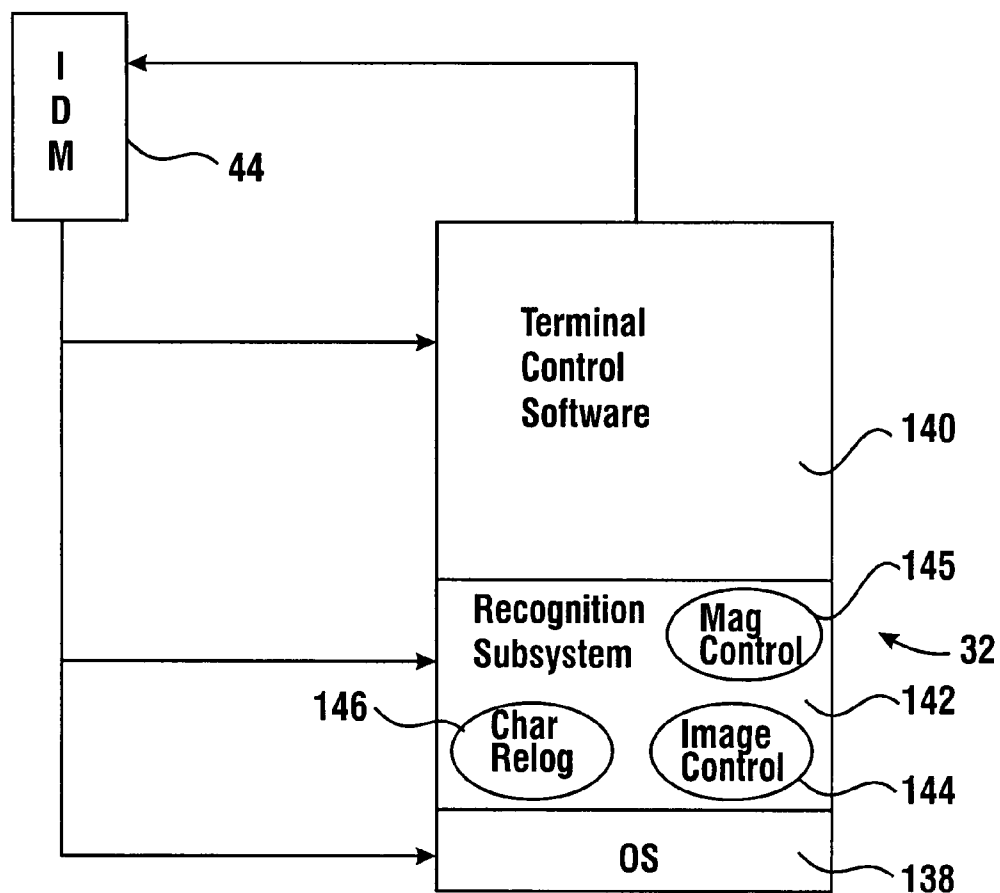 I
D
M
44
Terminal
Control
Software
140
145
Recognition
Subsystem
Mag
Control
32
142
146
Char
Relog
Image
Control
144
OS
138